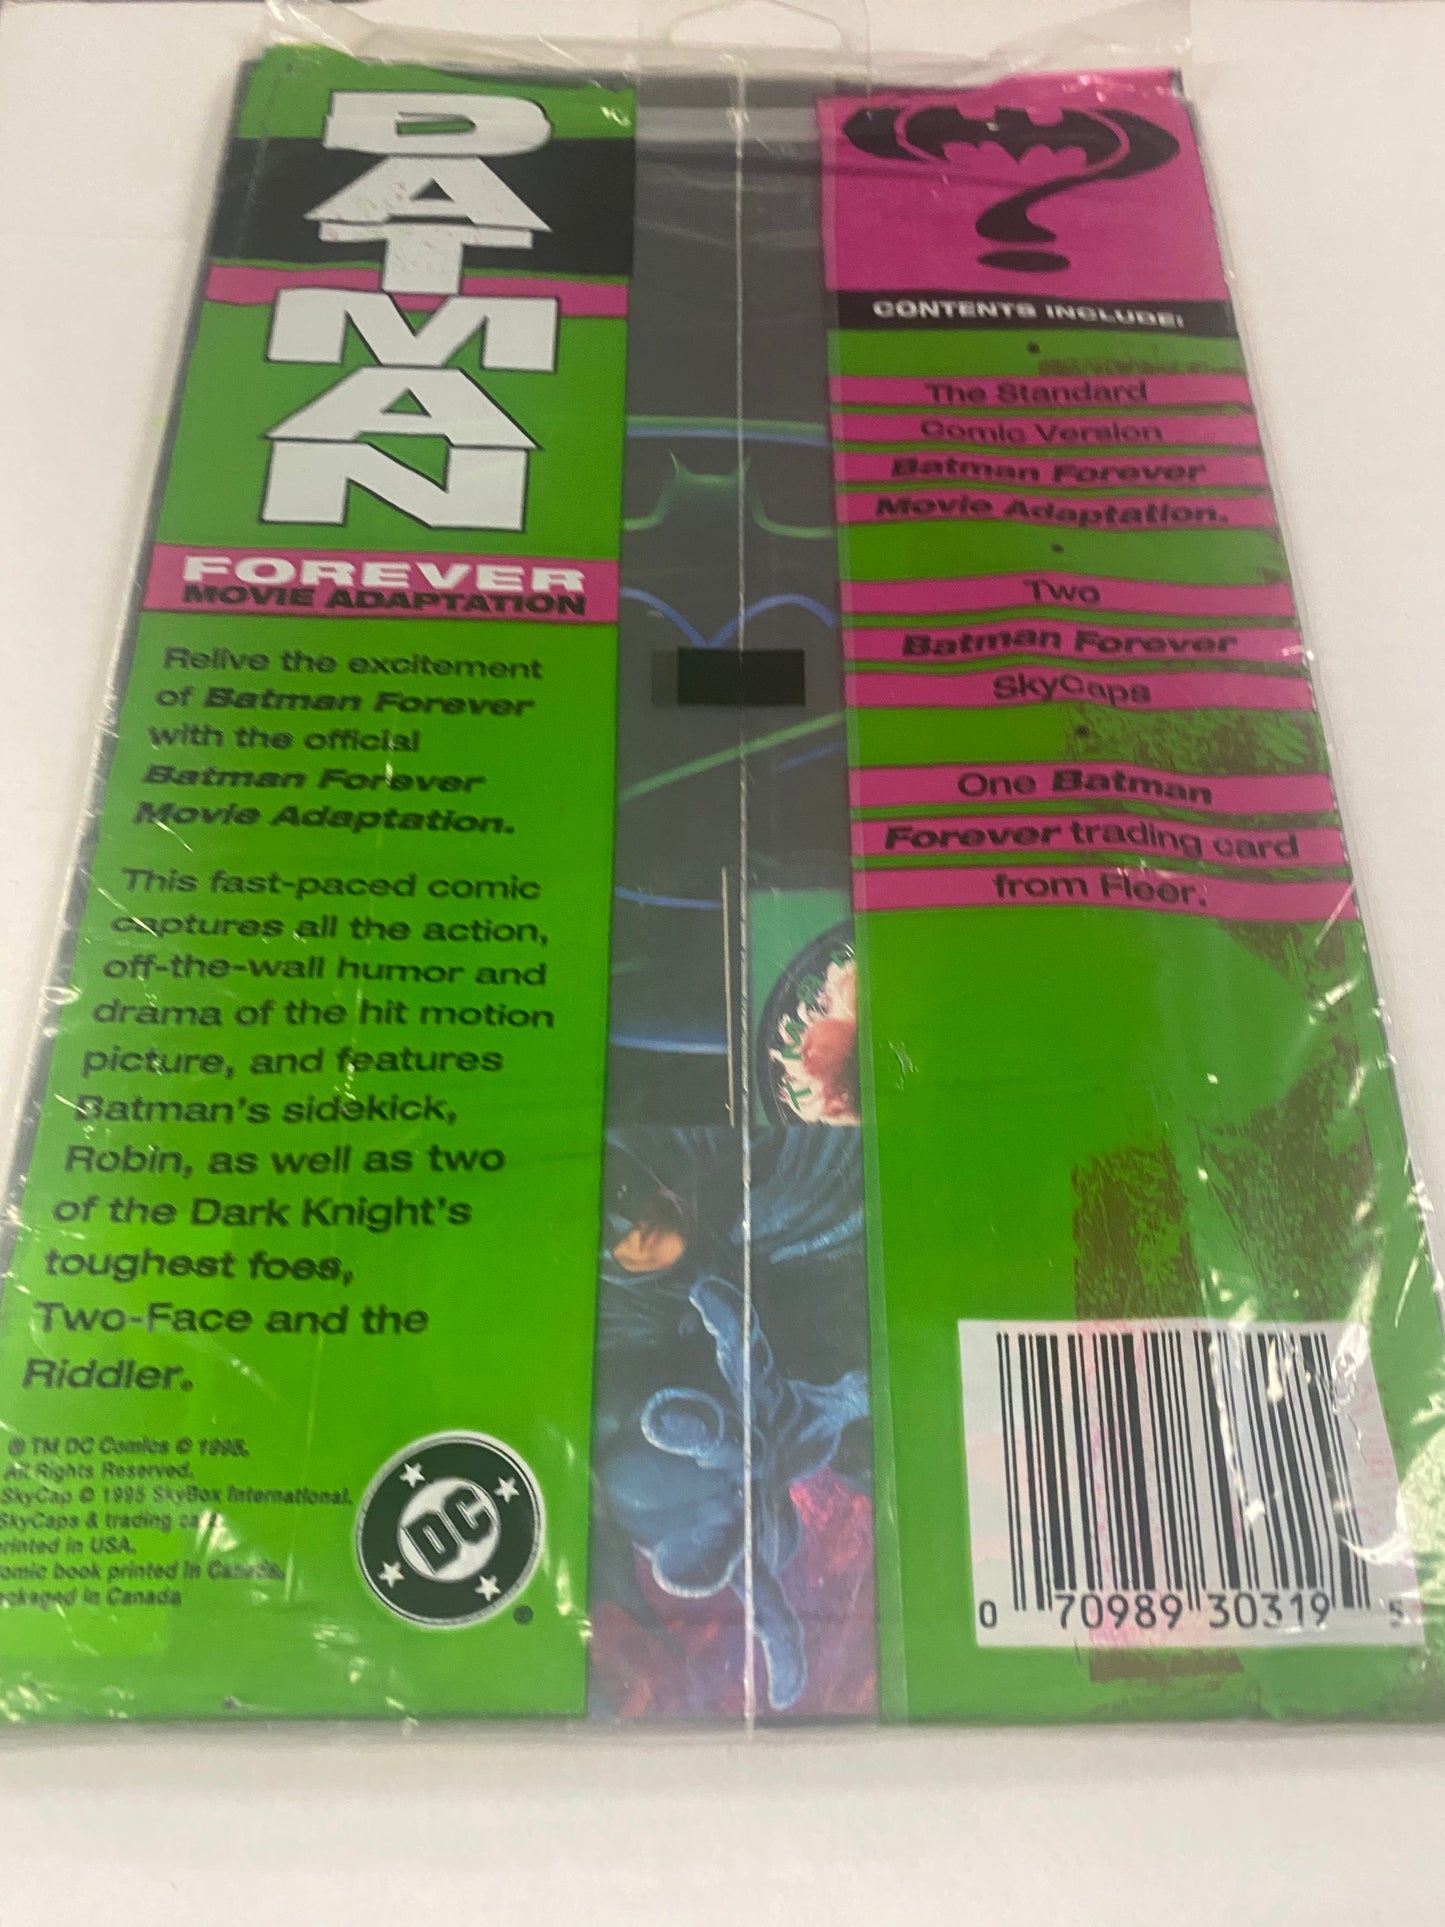 BATMAN
FOREVER
MOVIE ADAPTATION
Relive the excitement
of Batman Forever
with the official
Batman Forever
Movie Adaptation.
This fast-paced comic
captures all the action,
off-the-wall humor and
drama of the hit motion
picture, and features
Batman's sidekick,
Robin, as well as two
of the Dark Knight's
toughest foes,
Two-Face and the
Riddler.
® TM DC Comics © 1995.
All Rights Reserved.
SkyCap © 1995 SkyBox International.
SkyCaps & trading
printed in USA.
comic book printed in Canada.
packaged in Canada
DC
®
?
CONTENTS INCLUDE:
•
The Standard
Comic Version
Batman Forever
Movie Adaptation.
•
Two
Batman Forever
SkyCaps
•
One Batman
Forever trading card
from Fleer.
0 70989 30319 5